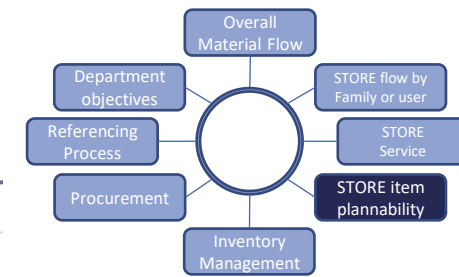 Overall
Material Flow
Department
objectives
STORE flow by
Family or user
Referencing
Process
STORE
Service
Procurement
STORE item
plannability
Inventory
Management